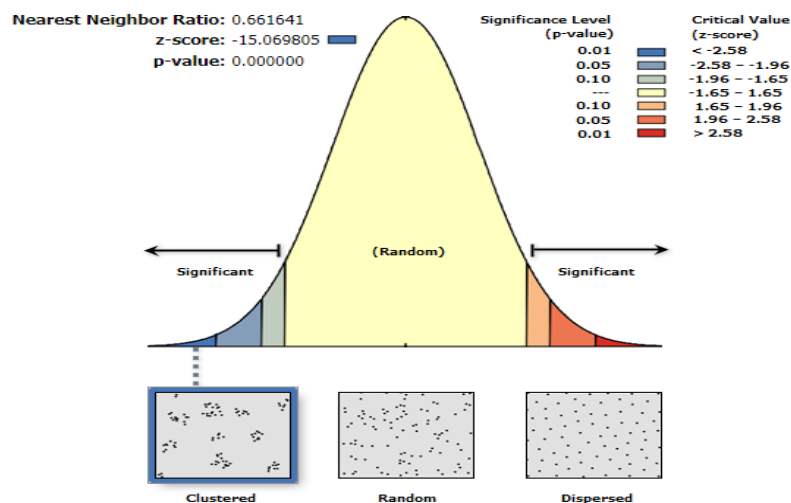 Nearest Neighbor Ratio: 0.661641
z-score: -15.069805
p-value: 0.000000
Significance Level
(p-value)
Critical Value
(z-score)
0.01 < -2.58
0.05 -2.58 – -1.96
0.10 -1.96 – -1.65
--- -1.65 – 1.65
0.10 1.65 – 1.96
0.05 1.96 – 2.58
0.01 > 2.58
(Random)
Significant
Significant
Clustered
Random
Dispersed